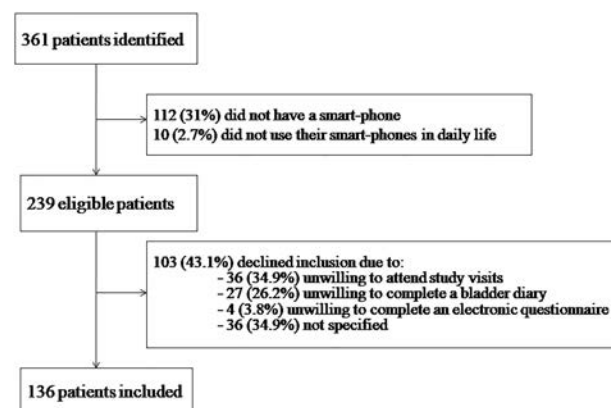 361 patients identified
112 (31%) did not have a smart-phone
10 (2.7%) did not use their smart-phones in daily life
239 eligible patients
103 (43.1%) declined inclusion due to:
- 36 (34.9%) unwilling to attend study visits
- 27 (26.2%) unwilling to complete a bladder diary
- 4 (3.8%) unwilling to complete an electronic questionnaire
- 36 (34.9%) not specified
136 patients included